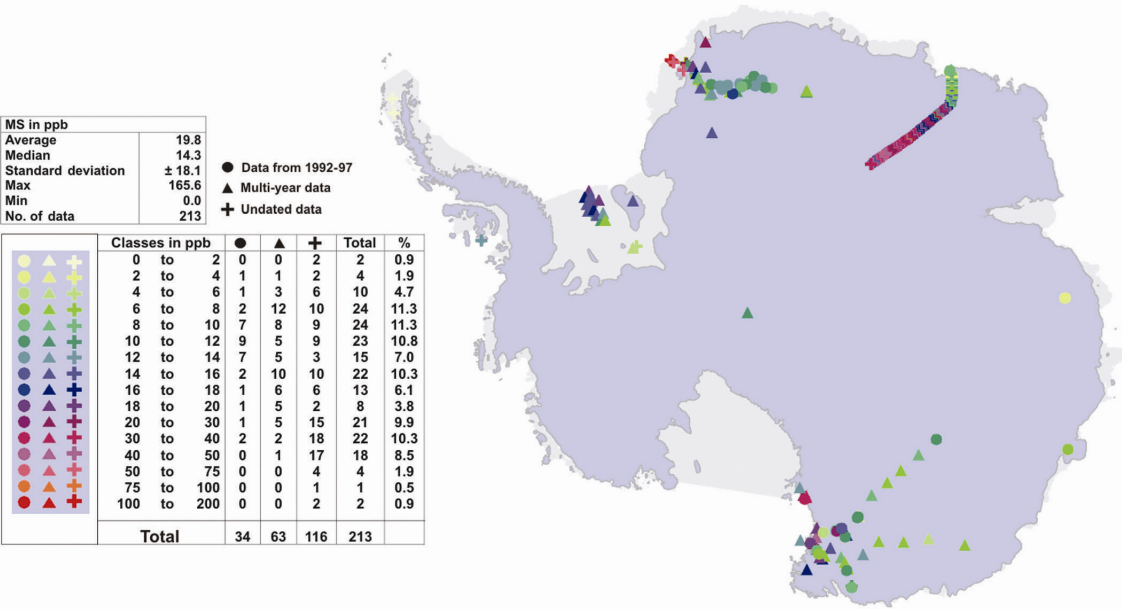 MS in ppb
Average 19.8
Median 14.3
Standard deviation ± 18.1
Max 165.6
Min 0.0
No. of data 213
Data from 1992-97
Multi-year data
Undated data
Classes in ppb Total %
0 to 2 0 0 2 2 0.9
2 to 4 1 1 2 4 1.9
4 to 6 1 3 6 10 4.7
6 to 8 2 12 10 24 11.3
8 to 10 7 8 9 24 11.3
10 to 12 9 5 9 23 10.8
12 to 14 7 5 3 15 7.0
14 to 16 2 10 10 22 10.3
16 to 18 1 6 6 13 6.1
18 to 20 1 5 2 8 3.8
20 to 30 1 5 15 21 9.9
30 to 40 2 2 18 22 10.3
40 to 50 0 1 17 18 8.5
50 to 75 0 0 4 4 1.9
75 to 100 0 0 1 1 0.5
100 to 200 0 0 2 2 0.9
Total 34 63 116 213